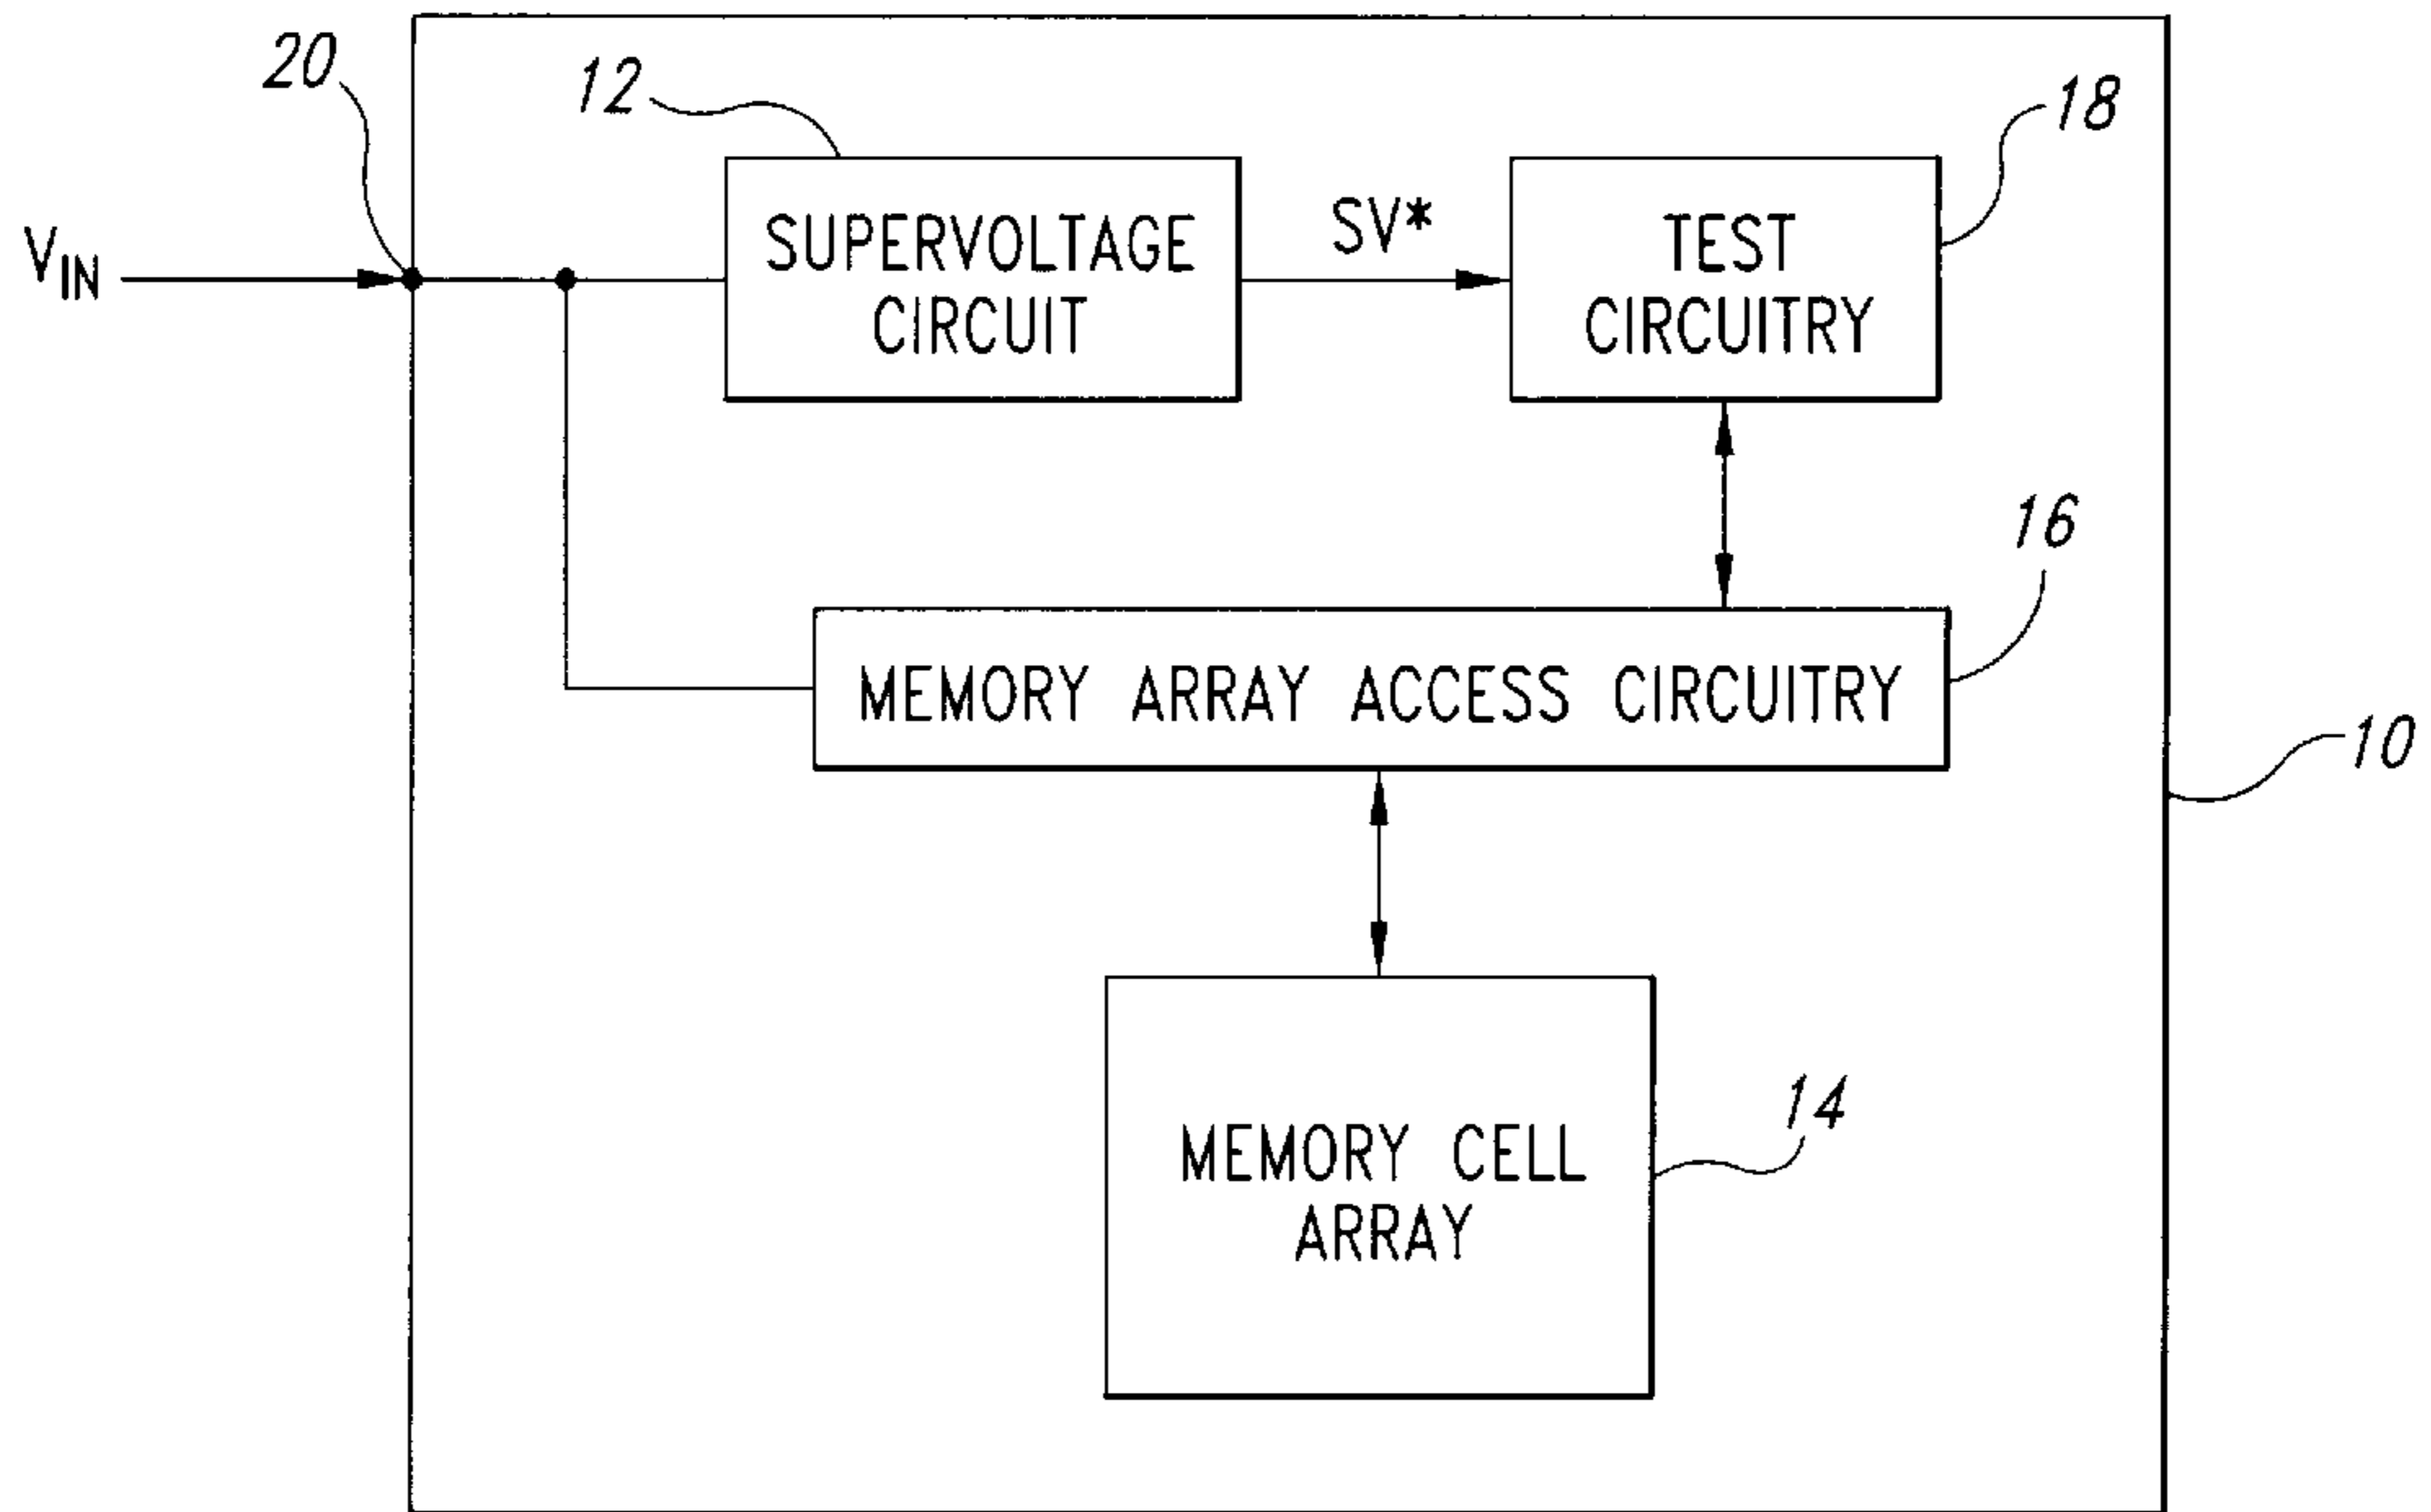 20
12
18
V_IN
SUPERVOLTAGE
CIRCUIT
SV*
TEST
CIRCUITRY
16
MEMORY ARRAY ACCESS CIRCUITRY
10
14
MEMORY CELL
ARRAY